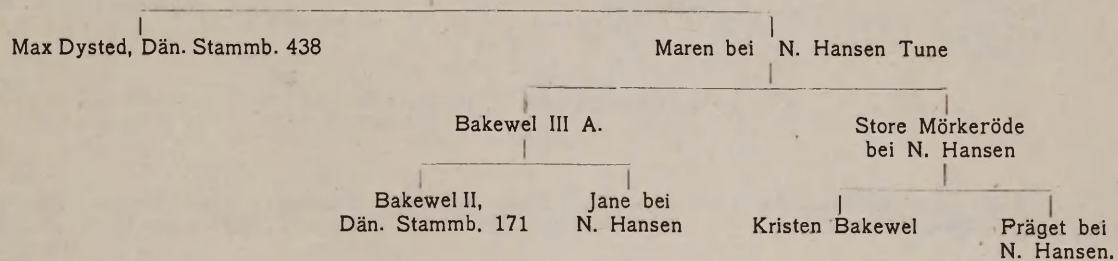 Max Dysted, Dän. Stammb. 438
Maren bei N. Hansen Tune
Bakewel III A.
Store Mörkeröde
bei N. Hansen
Bakewel II,
Dän. Stammb. 171
Jane bei
N. Hansen
Kristen Bakewel
Präget bei
N. Hansen.